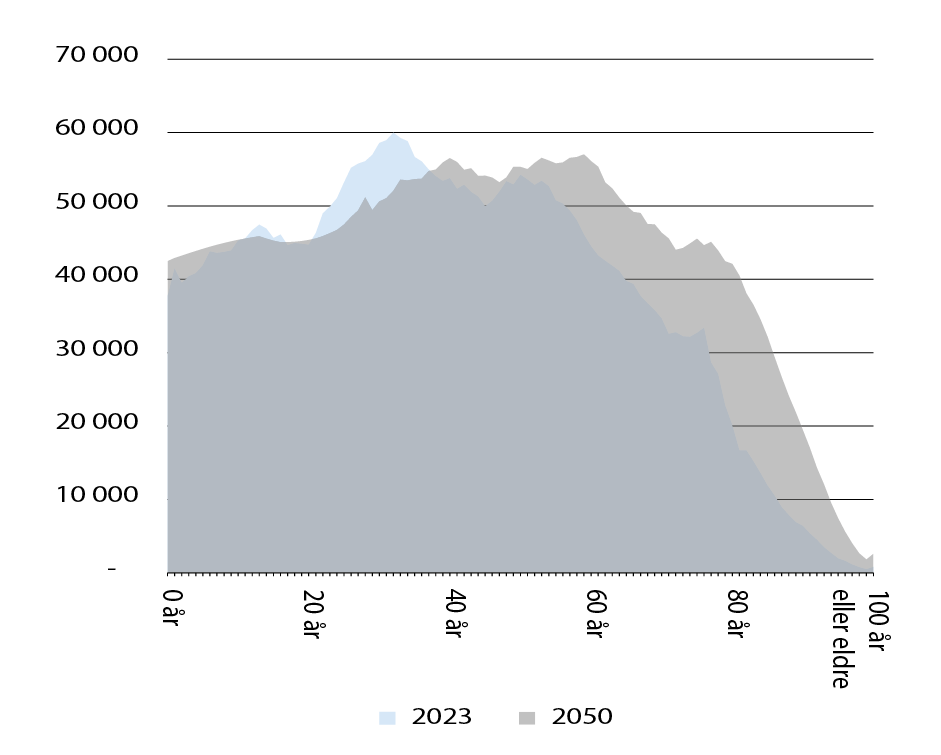 70 000
60 000
50 000
40 000
30 000
20 000
10 000
-
0 år
20 år
40 år
60 år
80 år
100 år
eller eldre
2023
2050